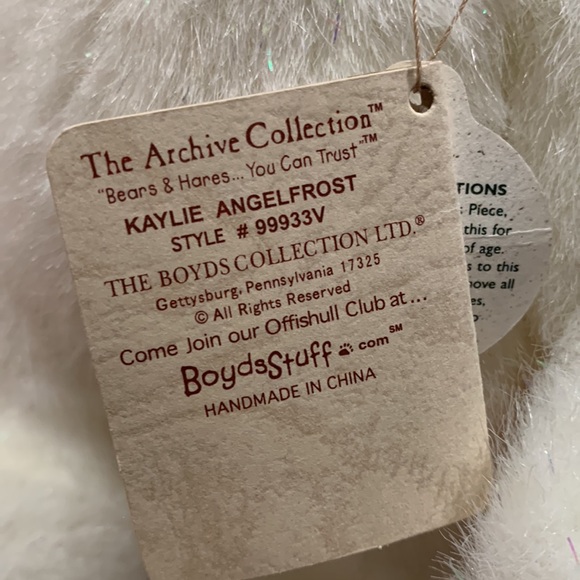 The Archive Collection™
"Bears & Hares...You Can Trust"™
KAYLIE ANGELFROST
STYLE # 99933V
THE BOYDS COLLECTION LTD.®
Gettysburg, Pennsylvania 17325
© All Rights Reserved
Come Join our Offishull Club at...
BoydsStuff.com℠
HANDMADE IN CHINA
TIONS
Piece,
this for
of age.
s to this
ove all
es,